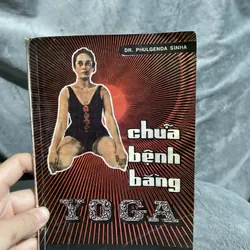 DR. PHULGENDA SINHA
chữa
bệnh
bằng
YOGA